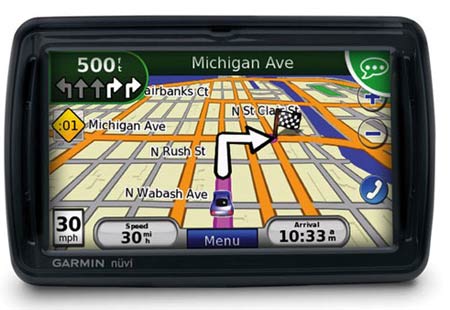 500 ft
Michigan Ave
airbanks Ct
N St Clair St
:01
Michigan Ave
N Rush St
N Wabash Ave
30
mph
Speed
30 mi h
Menu
Arrival
10:33 a m
GARMIN nüvi